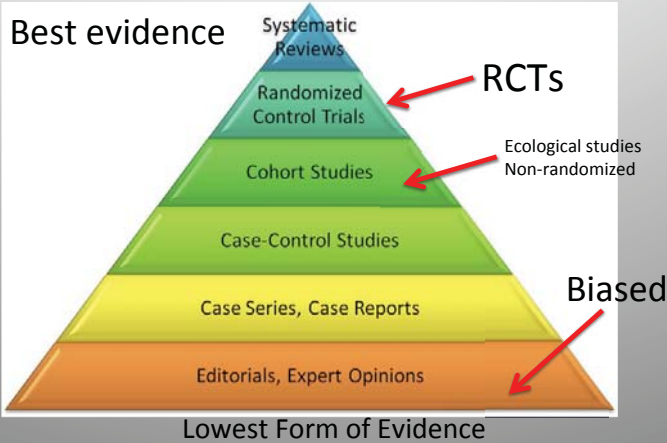 Best evidence
Systematic
Reviews
RCTs
Randomized
Control Trials
Ecological studies
Non-randomized
Cohort Studies
Case-Control Studies
Biased
Case Series, Case Reports
Editorials, Expert Opinions
Lowest Form of Evidence